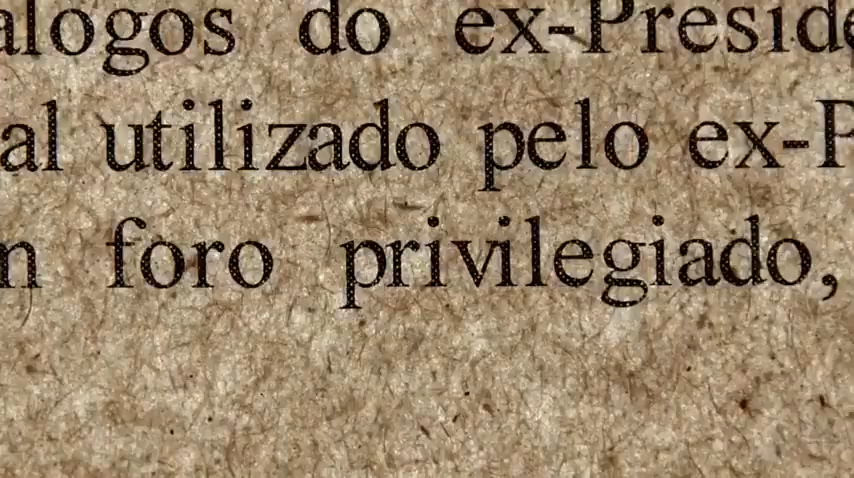 alogos do ex-Preside
al utilizado pelo ex-P
m foro privilegiado,